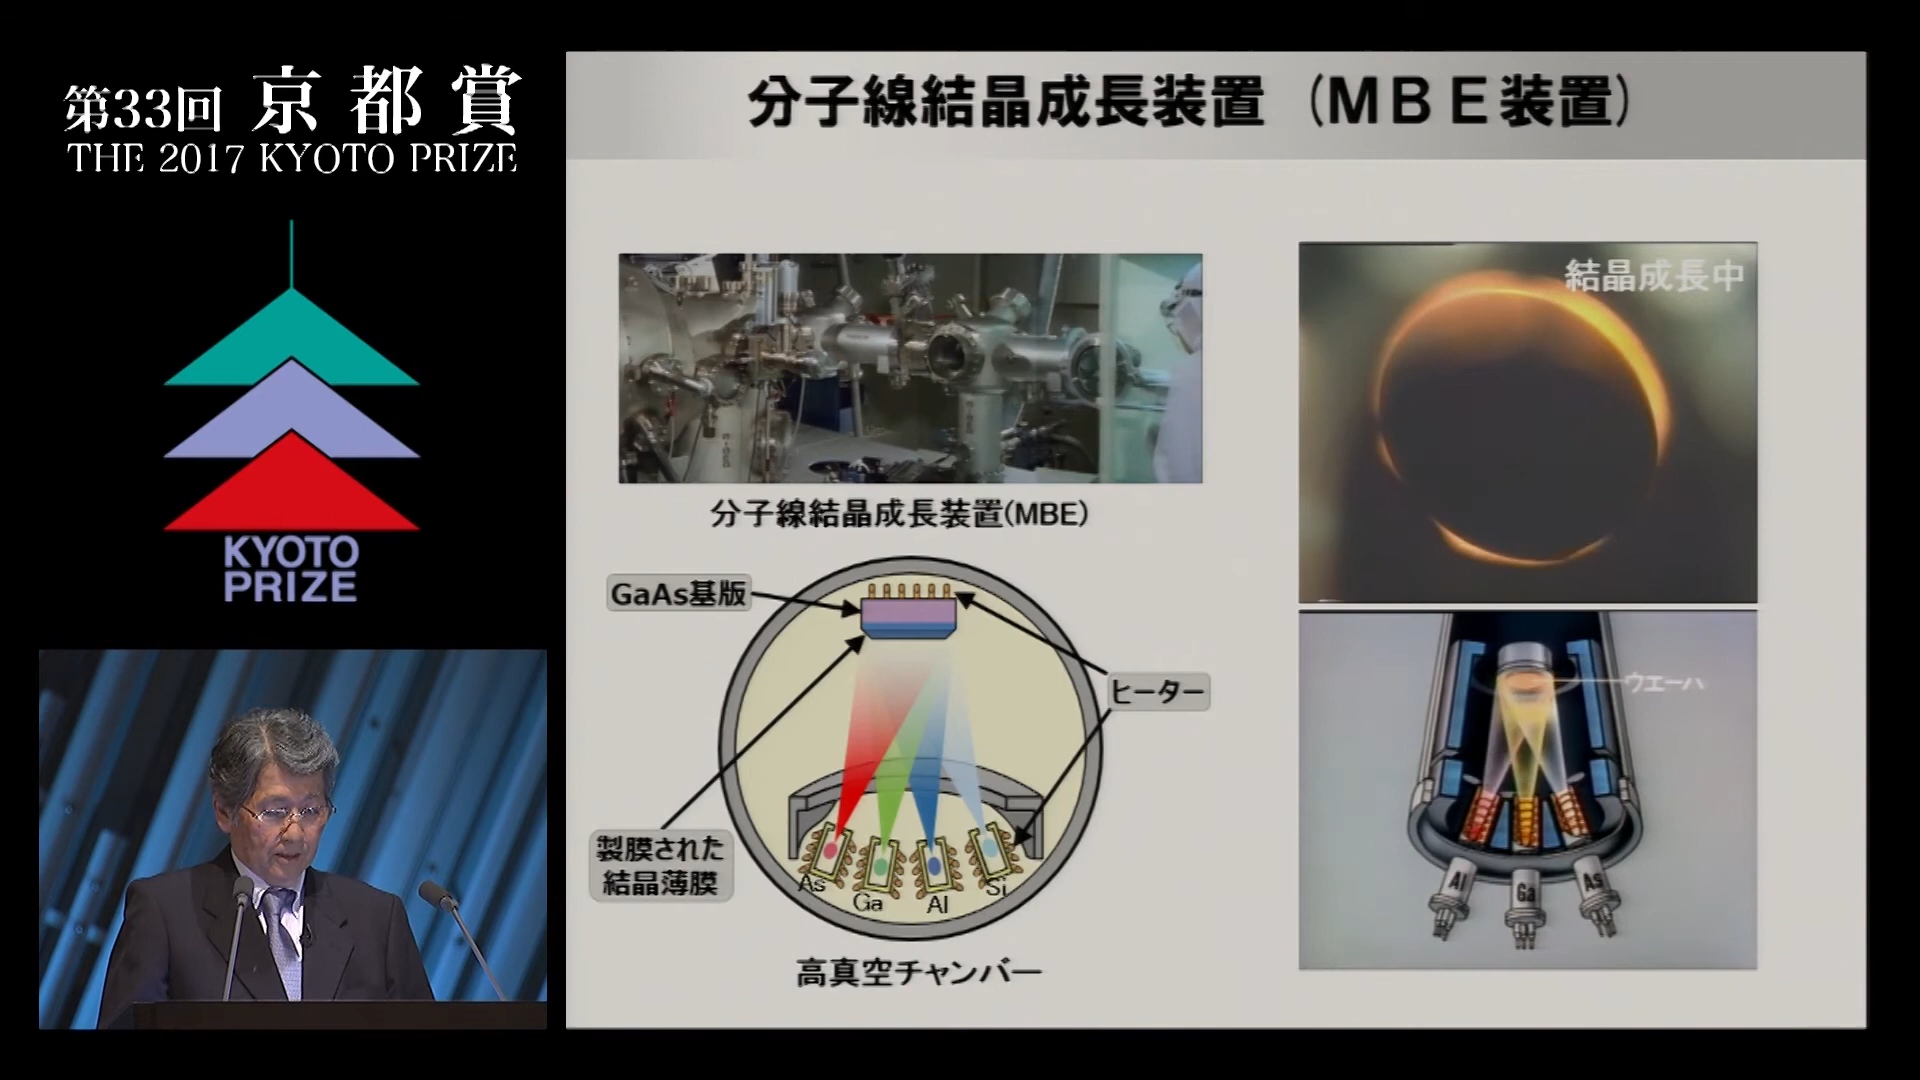 第33回 京都賞
THE 2017 KYOTO PRIZE
KYOTO
PRIZE
分子線結晶成長装置 (MBE装置)
分子線結晶成長装置(MBE)
結晶成長中
GaAs基版
ヒーター
製膜された
結晶薄膜
As
Ga
Al
Si
高真空チャンバー
ウエーハ
Al
Ga
As